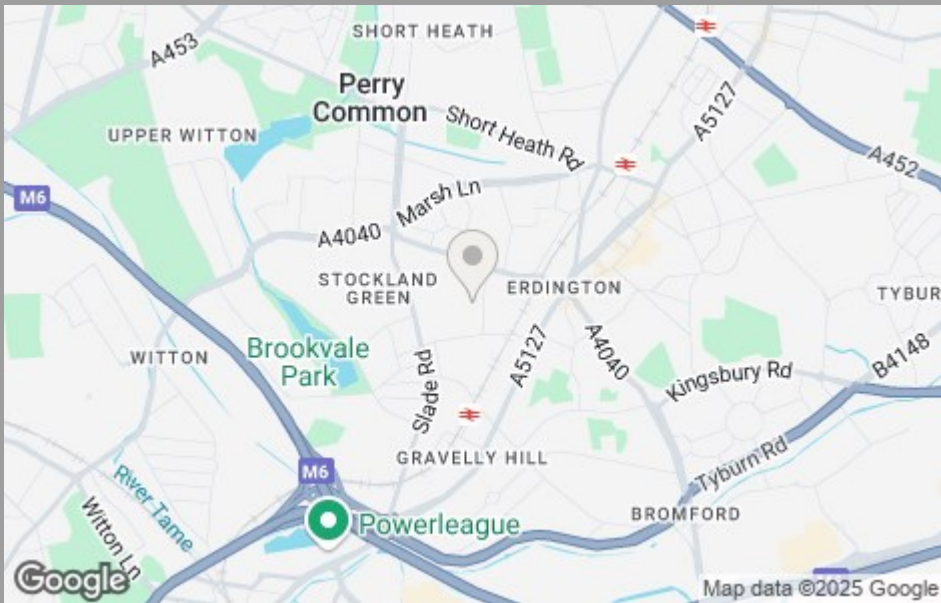 SHORT HEATH
A453
Perry
Common
A5127
UPPER WITTON
Short Heath Rd
A452
M6
Marsh Ln
A4040
STOCKLAND
GREEN
ERDINGTON
TYBUR
WITTON
Brookvale
Park
Slade Rd
A5127
A4040
Kingsbury Rd
B4148
GRAVELLY HILL
M6
Tyburn Rd
River Tame
Witton Ln
Powerleague
BROMFORD
Google
Map data ©2025 Google